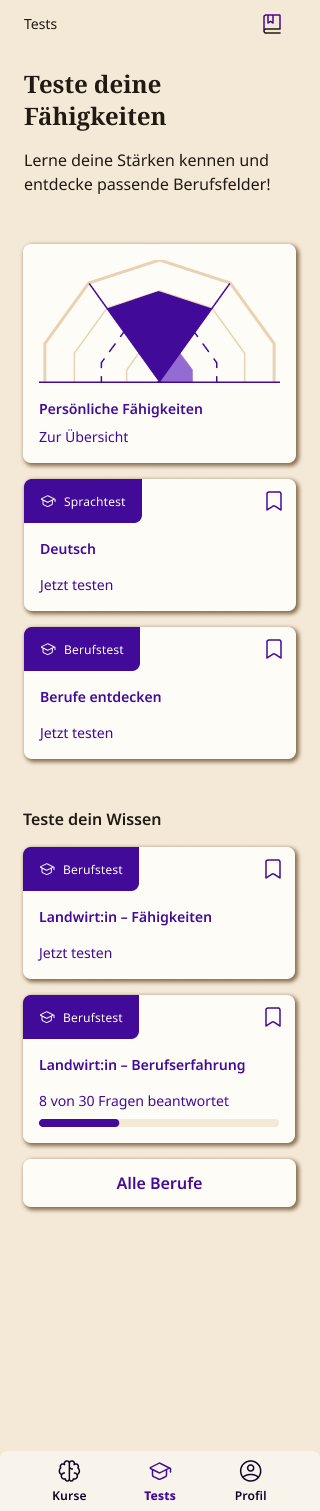 Tests
Teste deine
Fähigkeiten
Lerne deine Stärken kennen und
entdecke passende Berufsfelder!
Persönliche Fähigkeiten
Zur Übersicht
Sprachtest
Deutsch
Jetzt testen
Berufstest
Berufe entdecken
Jetzt testen
Teste dein Wissen
Berufstest
Landwirt:in – Fähigkeiten
Jetzt testen
Berufstest
Landwirt:in – Berufserfahrung
8 von 30 Fragen beantwortet
Alle Berufe
Kurse Tests Profil